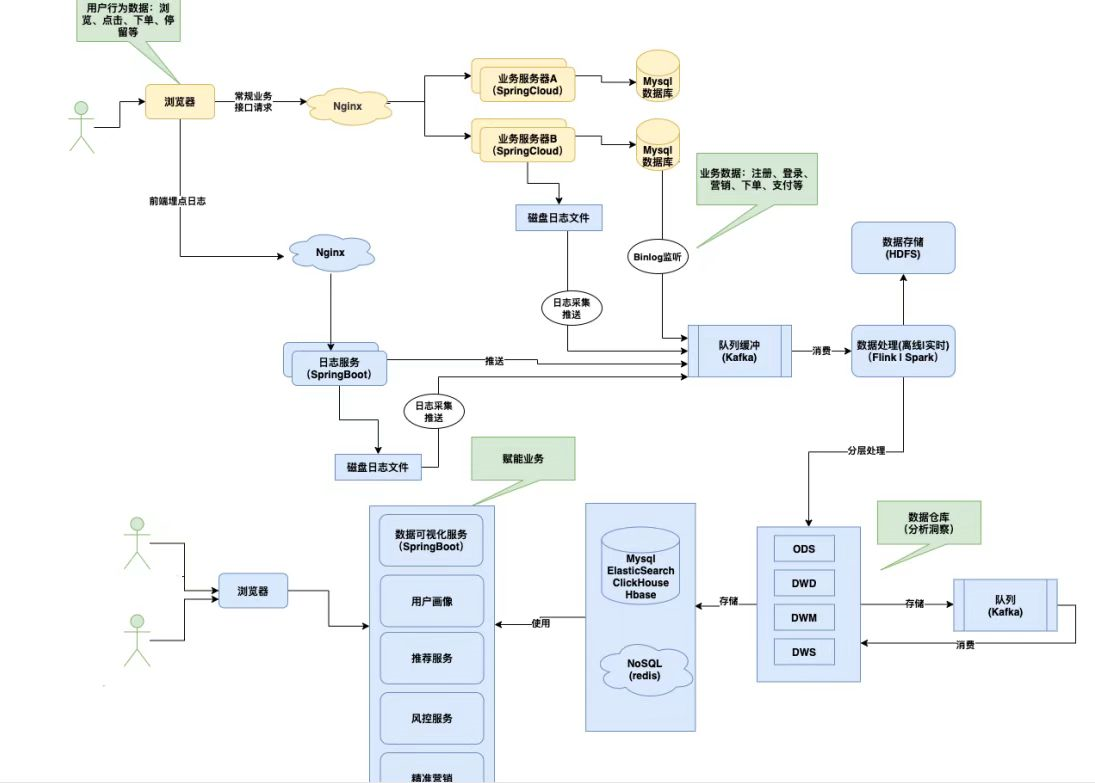 用户行为数据：浏
览、点击、下单、停
留等
浏览器
常规业务
接口请求
Nginx
业务服务器A
（SpringCloud）
Mysql
数据库
业务服务器B
（SpringCloud）
Mysql
数据库
业务数据：注册、登录、
营销、下单、支付等
前端埋点日志
磁盘日志文件
Nginx
Binlog监听
数据存储
(HDFS)
日志采集
推送
日志服务
（SpringBoot）
推送
队列缓冲
(Kafka)
消费
数据处理(离线|实时)
（Flink | Spark）
日志采集
推送
磁盘日志文件
分层处理
赋能业务
数据可视化服务
（SpringBoot）
用户画像
推荐服务
风控服务
精准营销
浏览器
使用
Mysql
ElasticSearch
ClickHouse
Hbase
NoSQL
(redis)
存储
ODS
DWD
DWM
DWS
数据仓库
（分析洞察）
存储
队列
(Kafka)
消费